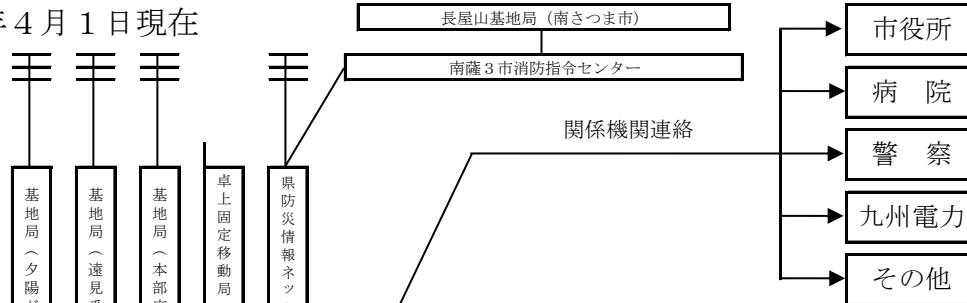 年４月１日現在
長屋山基地局（南さつま市）
南薩３市消防指令センター
関係機関連絡
市役所
病　院
警　察
九州電力
その他
基地局（夕陽
基地局（遠見
基地局（本部
卓上固定移動局
県防災情報ネッ